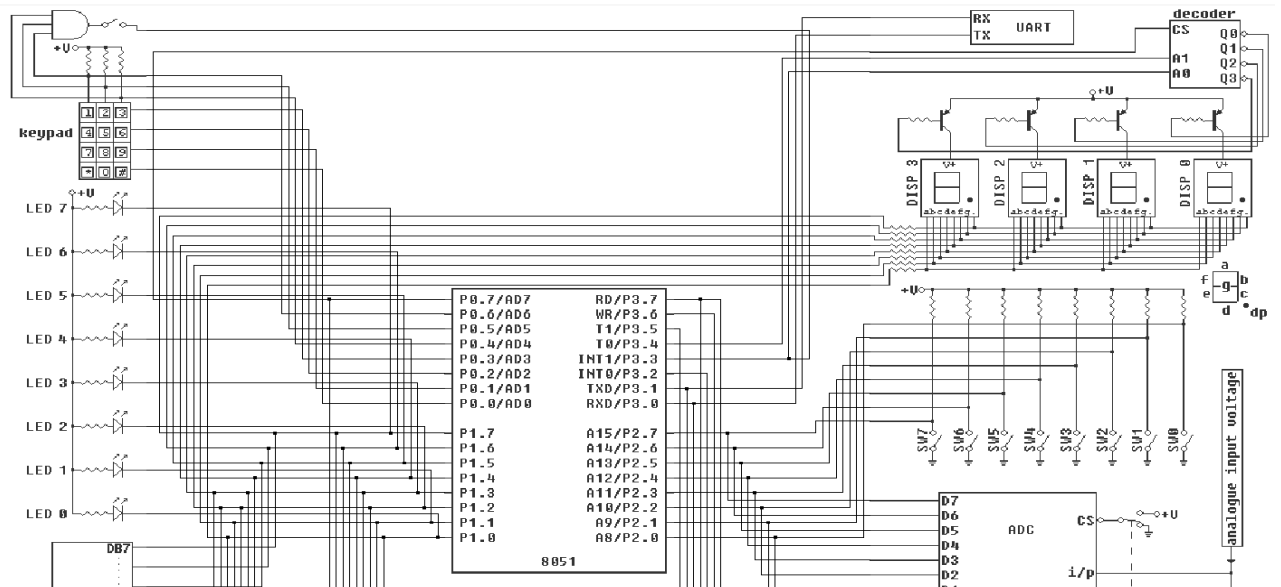 RX
TX
UART
decoder
CS
A1
A0
Q0
Q1
Q2
Q3
+V
+V
1 2 3
4 5 6
7 8 9
* 0 #
keypad
DISP 3
DISP 2
DISP 1
DISP 0
V+
V+
V+
V+
a b c d e f g .
a b c d e f g .
a b c d e f g .
a b c d e f g .
+V
LED 7
LED 6
LED 5
LED 4
LED 3
LED 2
LED 1
LED 0
P0.7/AD7 RD/P3.7
P0.6/AD6 WR/P3.6
P0.5/AD5 T1/P3.5
P0.4/AD4 T0/P3.4
P0.3/AD3 INT1/P3.3
P0.2/AD2 INT0/P3.2
P0.1/AD1 TXD/P3.1
P0.0/AD0 RXD/P3.0
P1.7 A15/P2.7
P1.6 A14/P2.6
P1.5 A13/P2.5
P1.4 A12/P2.4
P1.3 A11/P2.3
P1.2 A10/P2.2
P1.1 A9/P2.1
P1.0 A8/P2.0
8051
+V
a
f g b
e c
d dp
SW7
SW6
SW5
SW4
SW3
SW2
SW1
SW0
analogue input voltage
D7
D6
D5
D4
D3
D2
ADC
CS
+V
i/p
DB7